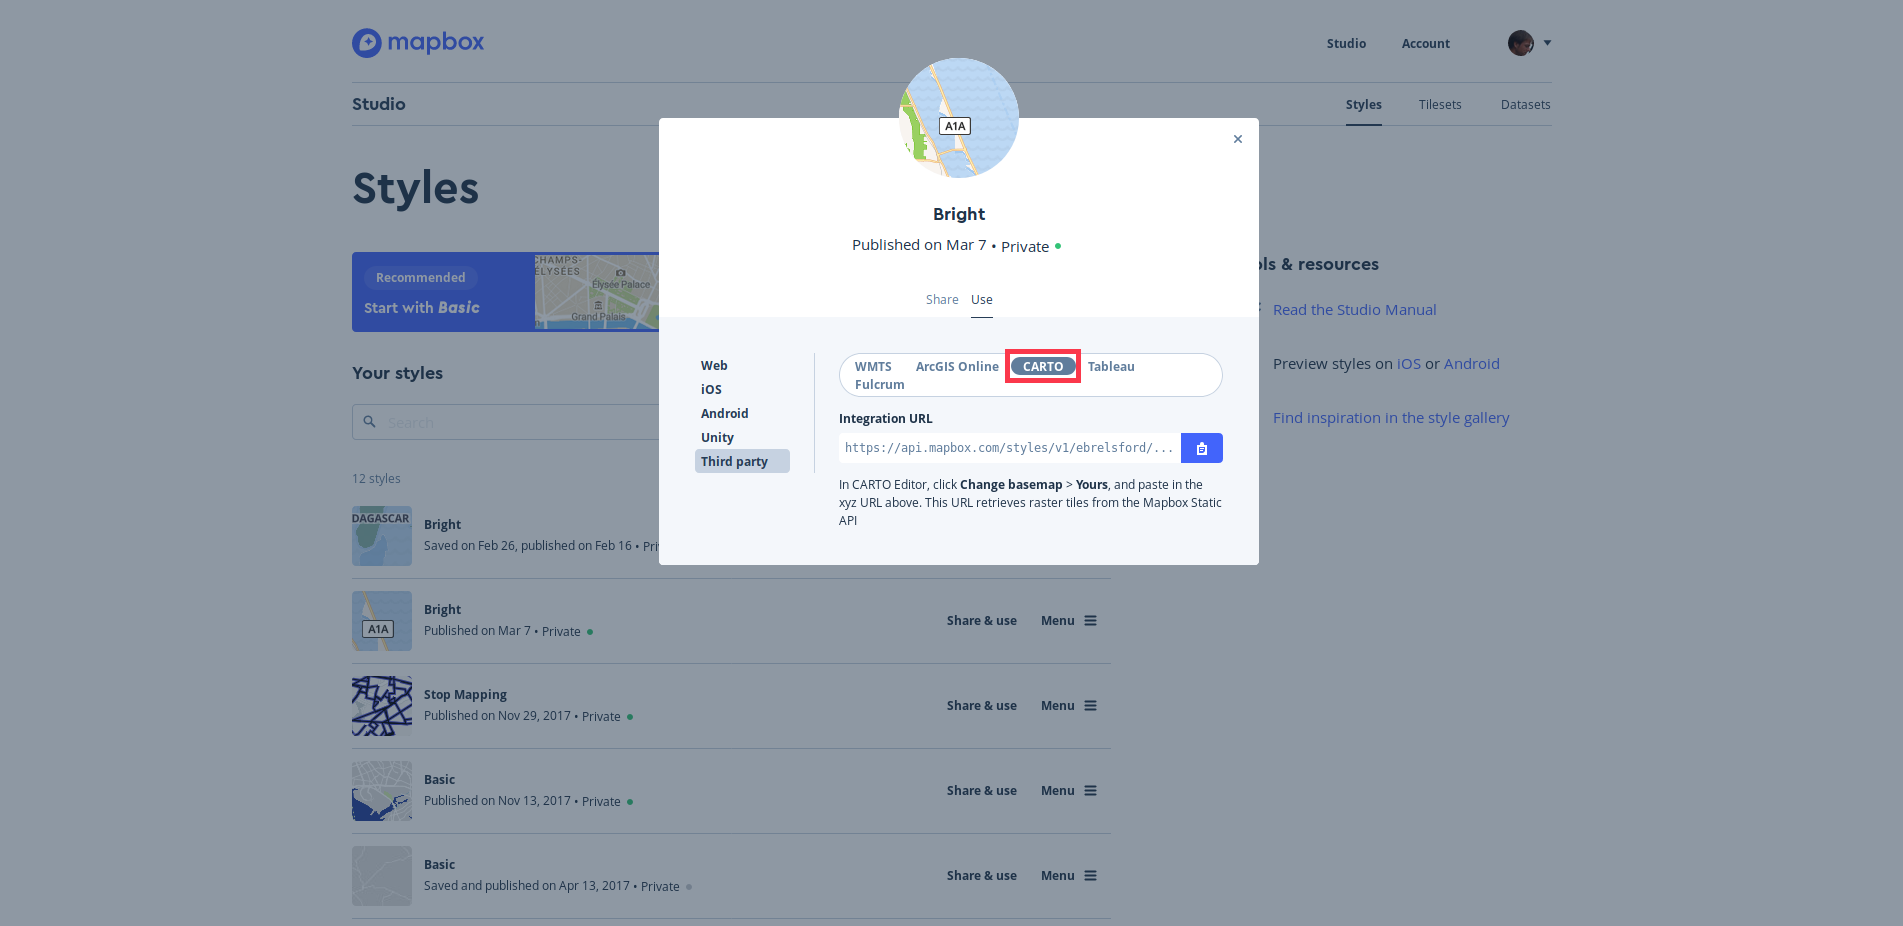 mapbox
Studio Account
Studio
Styles Tilesets Datasets
A1A
Styles
Bright
Published on Mar 7 • Private
Share Use
Recommended
Start with Basic
CHAMPS-
ÉLYSÉES
Élysée Palace
Grand Palais
Your styles
Search
12 styles
Web
iOS
Android
Unity
Third party
WMTS ArcGIS Online CARTO Tableau
Fulcrum
Integration URL
https://api.mapbox.com/styles/v1/ebrelsford/...
In CARTO Editor, click Change basemap > Yours, and paste in the
xyz URL above. This URL retrieves raster tiles from the Mapbox Static
API
ols & resources
Read the Studio Manual
Preview styles on iOS or Android
Find inspiration in the style gallery
DAGASCAR
Bright
Saved on Feb 26, published on Feb 16 • Pri
A1A
Bright
Published on Mar 7 • Private
Share & use Menu
Stop Mapping
Published on Nov 29, 2017 • Private
Share & use Menu
Basic
Published on Nov 13, 2017 • Private
Share & use Menu
Basic
Saved and published on Apr 13, 2017 • Private
Share & use Menu